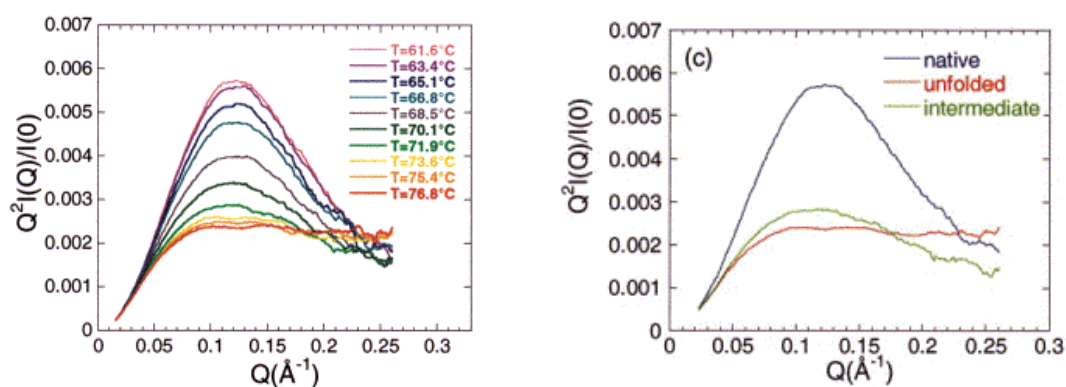 0.007
0.006
0.005
0.004
0.003
0.002
0.001
0
Q²I(Q)/I(0)
T=61.6°C
T=63.4°C
T=65.1°C
T=66.8°C
T=68.5°C
T=70.1°C
T=71.9°C
T=73.6°C
T=75.4°C
T=76.8°C
0 0.05 0.1 0.15 0.2 0.25 0.3
Q(Å⁻¹)
0.007
0.006
0.005
0.004
0.003
0.002
0.001
0
Q²I(Q)/I(0)
(c)
native
unfolded
intermediate
0 0.05 0.1 0.15 0.2 0.25 0.3
Q(Å⁻¹)